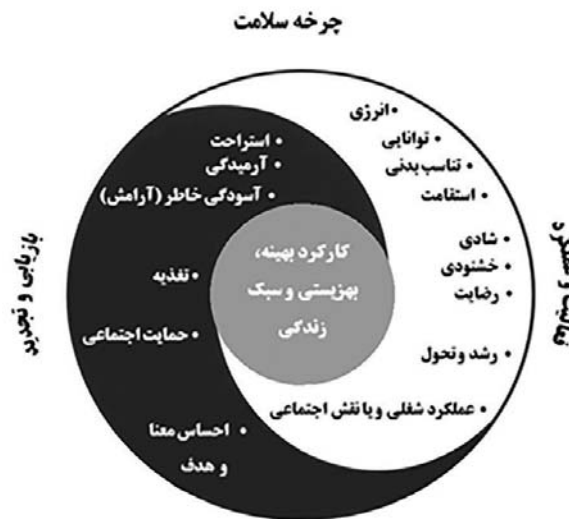 چرخه سلامت
انرژی
توانایی
تناسب بدنی
استقامت
شادی
خشنودی
رضایت
رشد و تحول
عملکرد شغلی و یا نقش اجتماعی
استراحت
آرمیدگی
آسودگی خاطر (آرامش)
تغذیه
حمایت اجتماعی
احساس معنا
و هدف
کارکرد بهینه،
بهزیستی و سبک
زندگی
بازیابی و تجدید